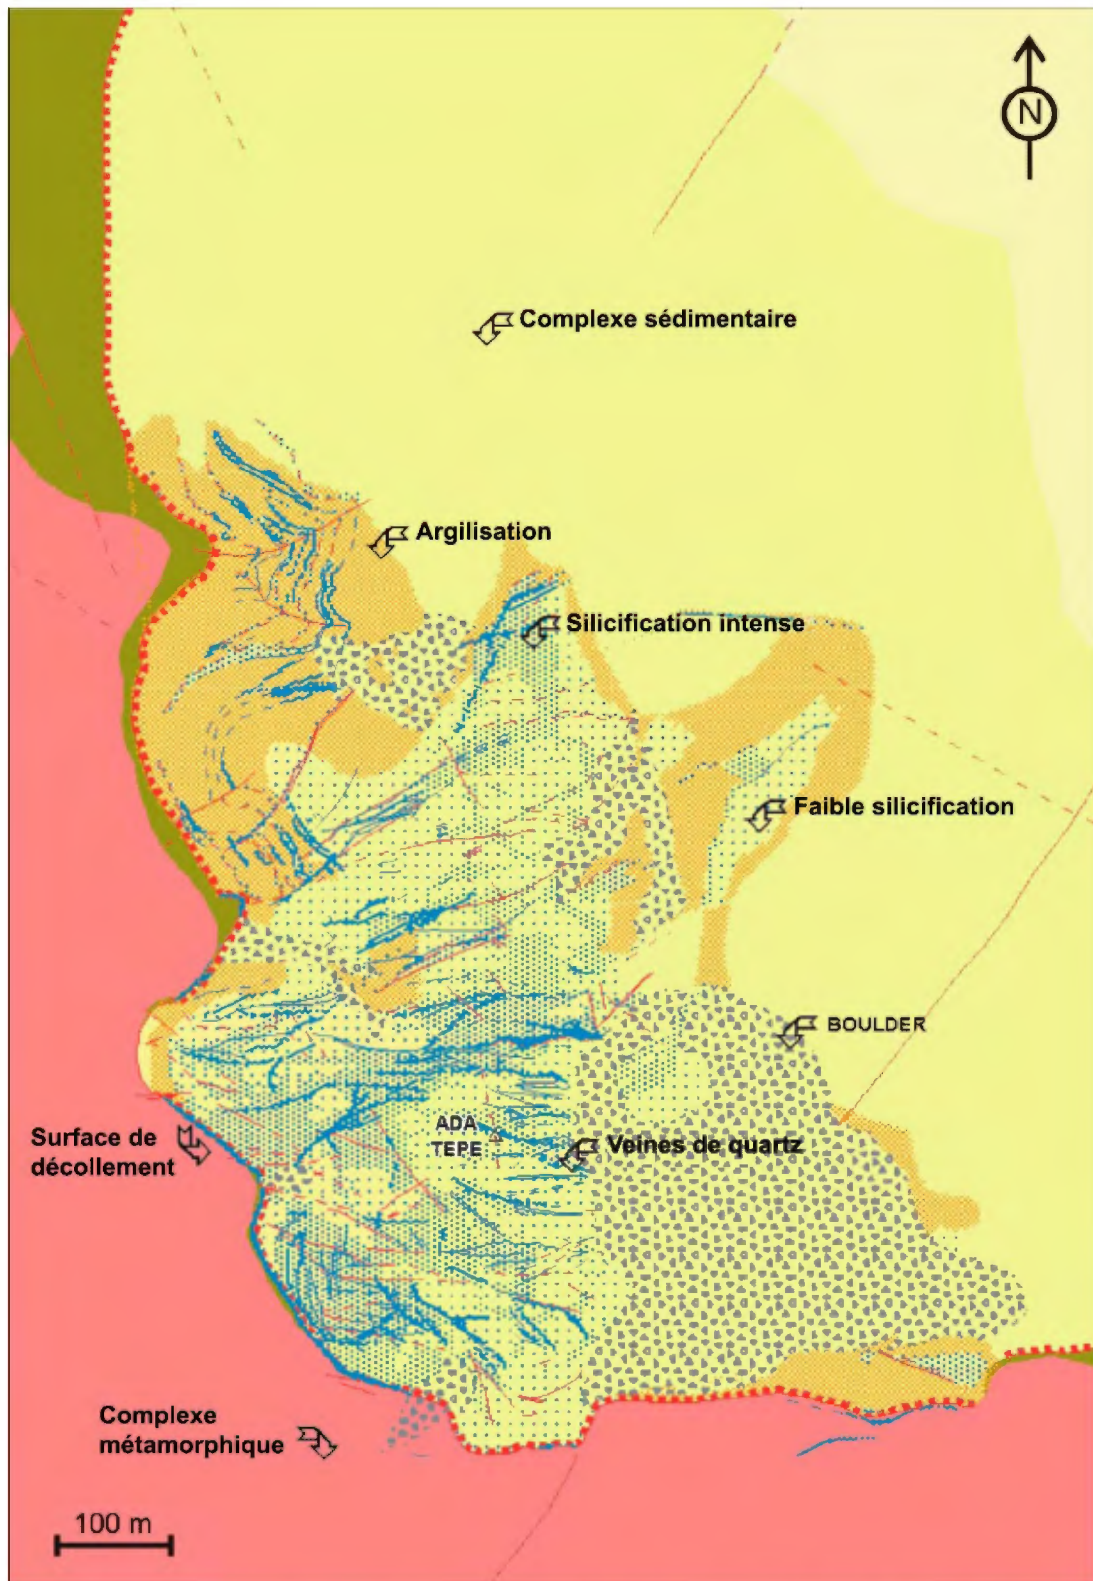 N
Complexe sédimentaire
Argilisation
Silicification intense
Faible silicification
BOULDER
ADA
TEPE
Veines de quartz
Surface de
décollement
Complexe
métamorphique
100 m